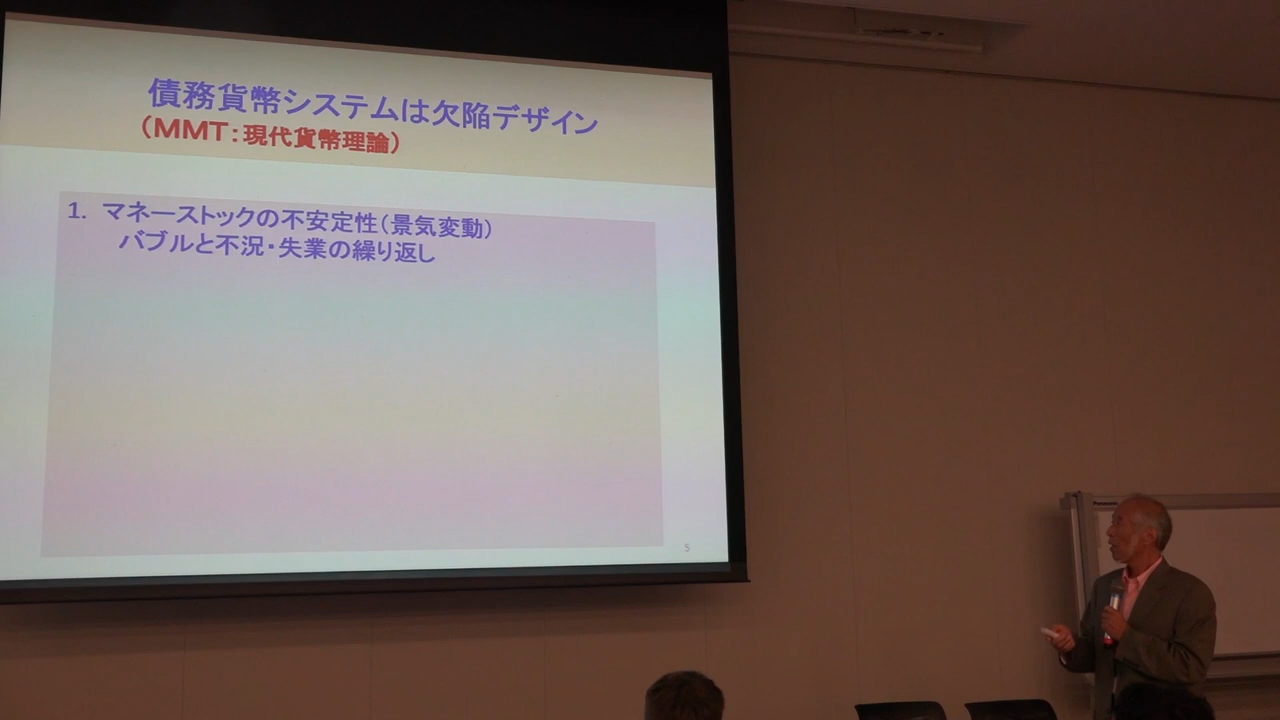 債務貨幣システムは欠陥デザイン
（MMT：現代貨幣理論）
1. マネーストックの不安定性（景気変動）
バブルと不況・失業の繰り返し
5
Panasonic